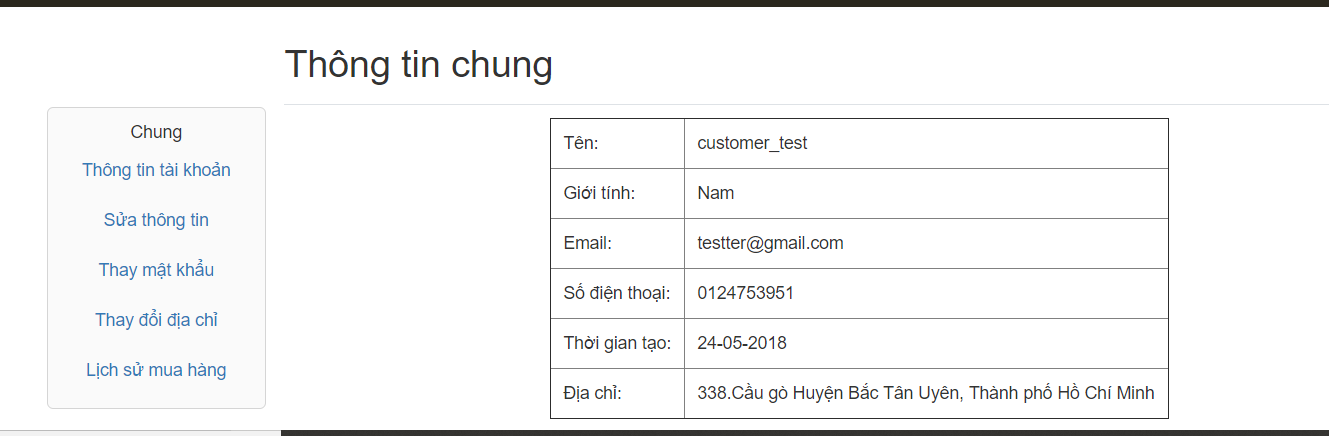 Thông tin chung
Chung
Thông tin tài khoản
Sửa thông tin
Thay mật khẩu
Thay đổi địa chỉ
Lịch sử mua hàng
Tên: customer_test
Giới tính: Nam
Email: testter@gmail.com
Số điện thoại: 0124753951
Thời gian tạo: 24-05-2018
Địa chỉ: 338.Cầu gò Huyện Bắc Tân Uyên, Thành phố Hồ Chí Minh